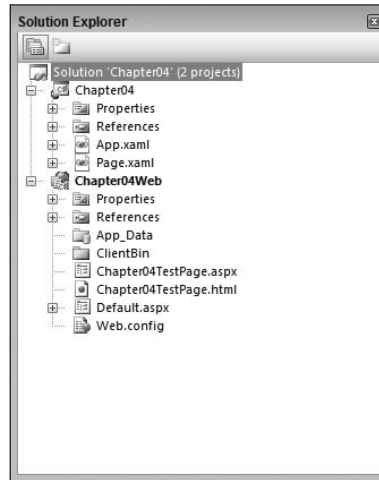 Solution Explorer
Solution 'Chapter04' (2 projects)
Chapter04
Properties
References
App.xaml
Page.xaml
Chapter04Web
Properties
References
App_Data
ClientBin
Chapter04TestPage.aspx
Chapter04TestPage.html
Default.aspx
Web.config